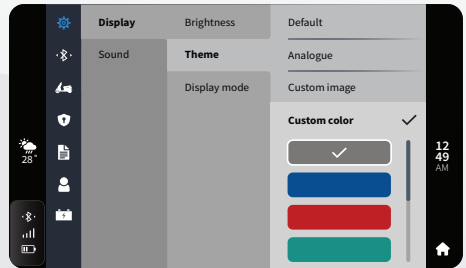 Display
Brightness
Default
Sound
Theme
Analogue
Display mode
Custom image
Custom color
28°
12
49
AM